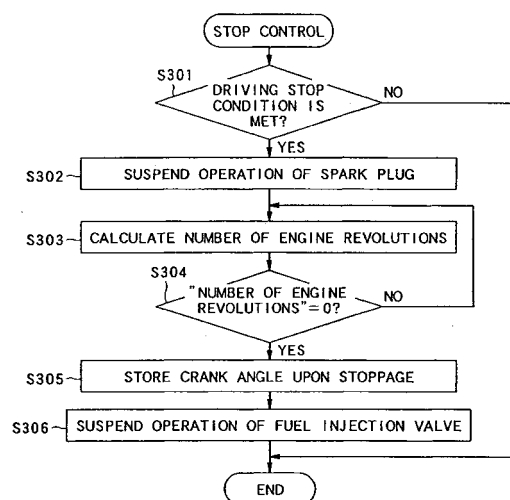 STOP CONTROL
S301
DRIVING STOP
CONDITION IS
MET?
NO
YES
S302
SUSPEND OPERATION OF SPARK PLUG
S303
CALCULATE NUMBER OF ENGINE REVOLUTIONS
S304
"NUMBER OF ENGINE
REVOLUTIONS"=0?
NO
YES
S305
STORE CRANK ANGLE UPON STOPPAGE
S306
SUSPEND OPERATION OF FUEL INJECTION VALVE
END